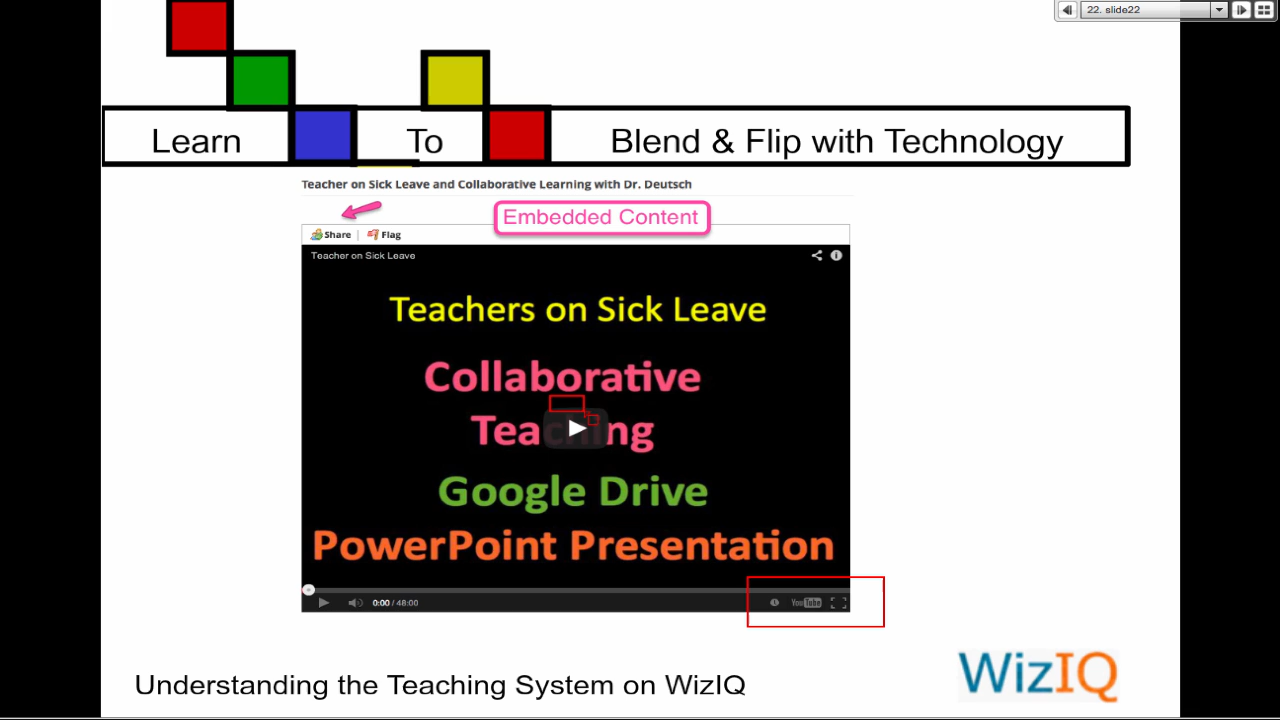 22. slide22
Learn To Blend & Flip with Technology
Teacher on Sick Leave and Collaborative Learning with Dr. Deutsch
Embedded Content
Share | Flag
Teacher on Sick Leave
Teachers on Sick Leave
Collaborative
Teaching
Google Drive
PowerPoint Presentation
0:00 / 48:00 YouTube
Understanding the Teaching System on WizIQ
WizIQ